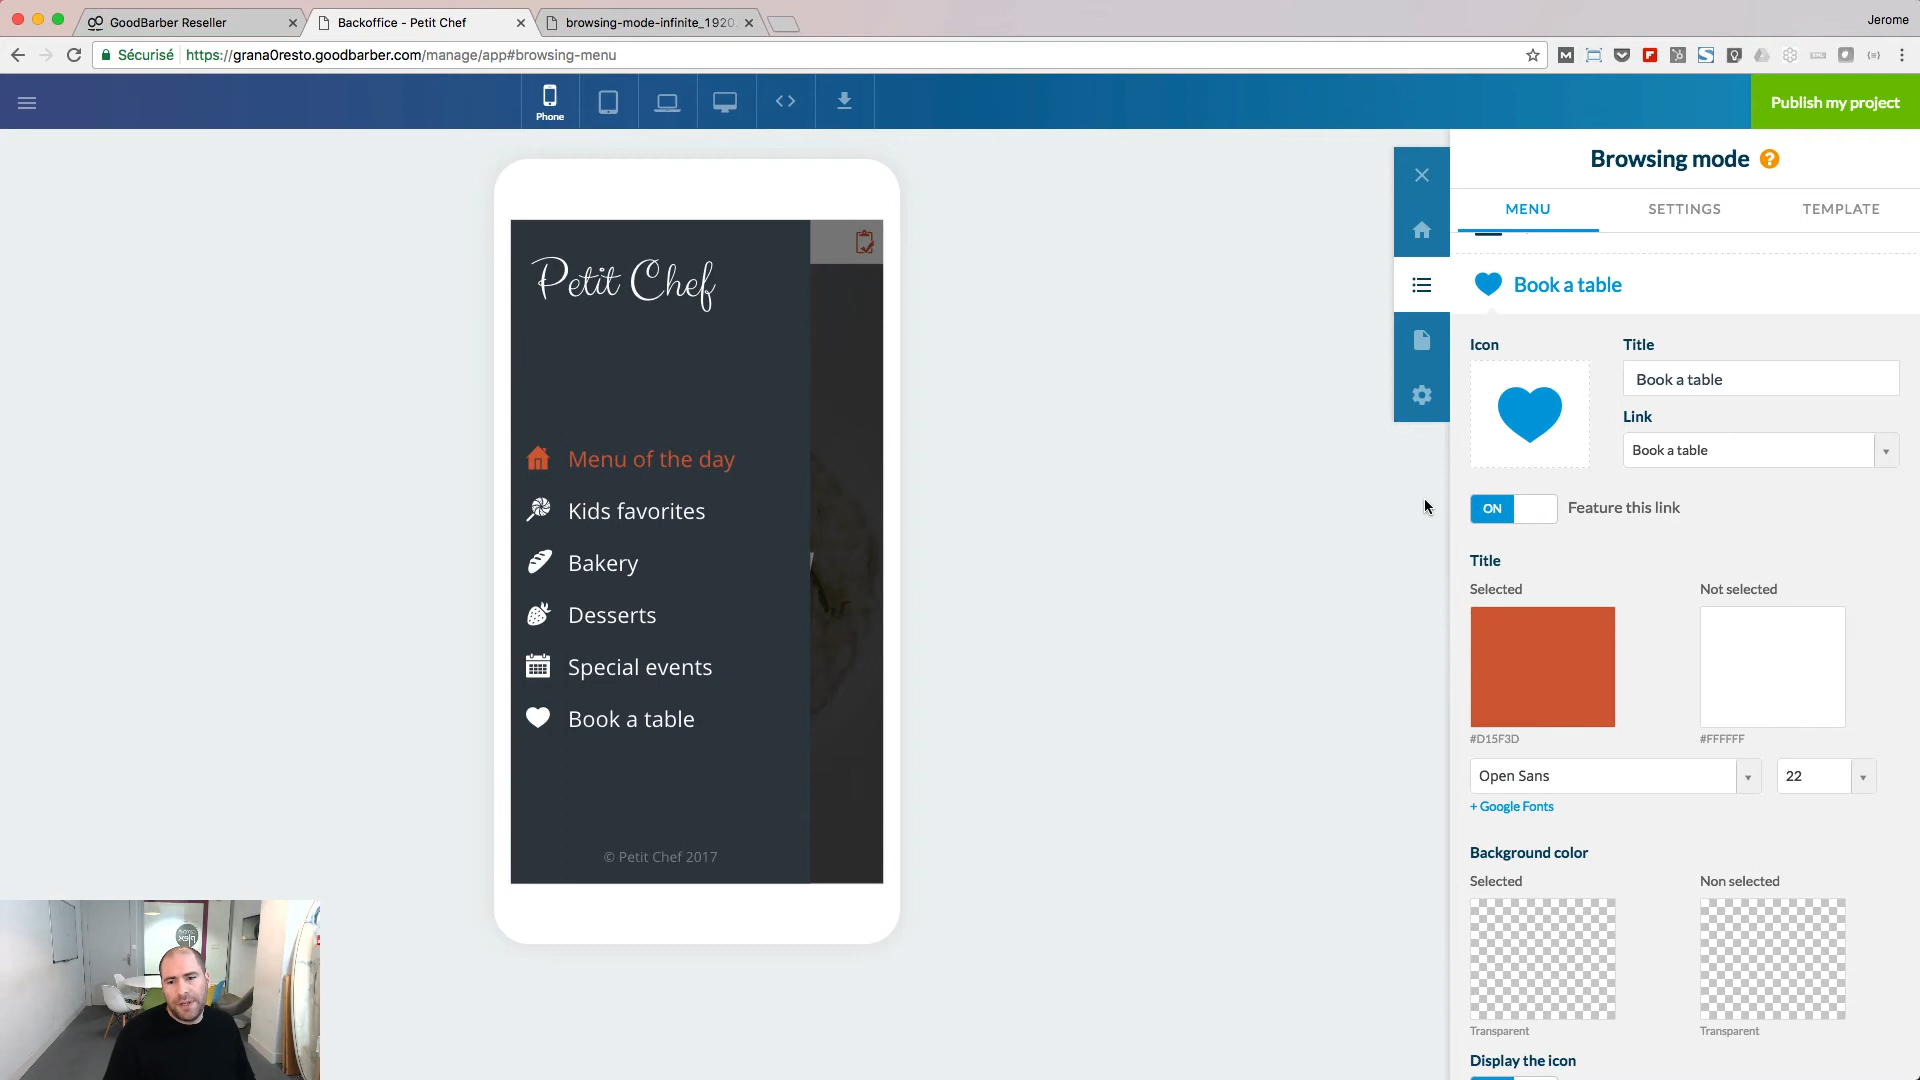 GoodBarber Reseller
Backoffice - Petit Chef
browsing-mode-infinite_1920
Jerome
Sécurisé https://grana0resto.goodbarber.com/manage/app#browsing-menu
Phone
Publish my project
Browsing mode ?
MENU SETTINGS TEMPLATE
Book a table
Icon
Title
Book a table
Link
Book a table
ON Feature this link
Title
Selected
Not selected
#D15F3D
#FFFFFF
Open Sans
22
+ Google Fonts
Background color
Selected
Non selected
Transparent
Transparent
Display the icon
Petit Chef
Menu of the day
Kids favorites
Bakery
Desserts
Special events
Book a table
© Petit Chef 2017